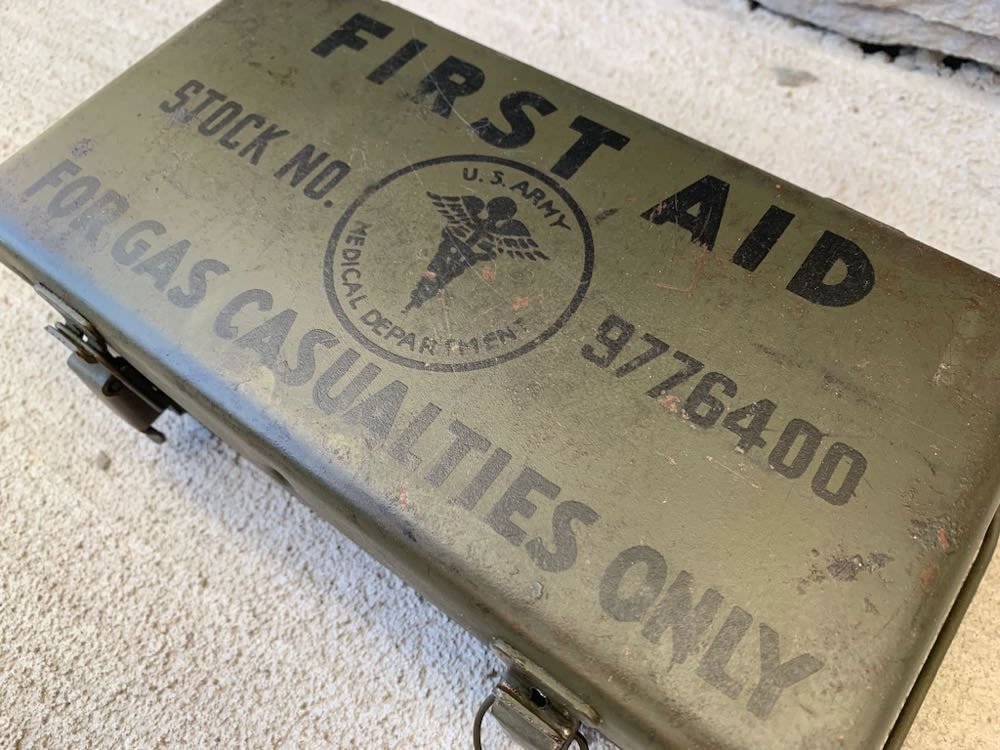 FIRST AID
STOCK NO. 9776400
U.S. ARMY
MEDICAL DEPARTMENT
FOR GAS CASUALTIES ONLY